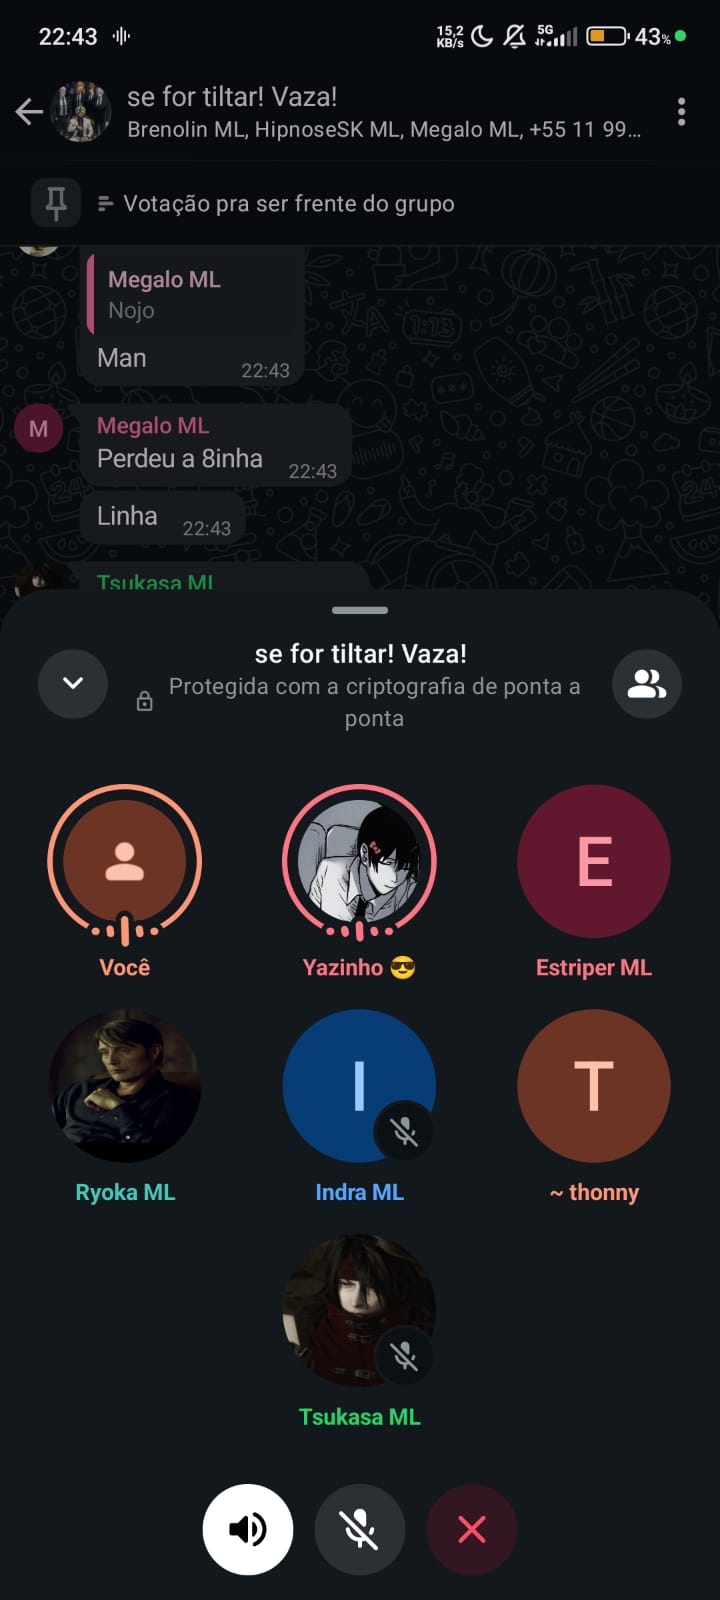 22:43
15,2
KB/s
5G
43%
se for tiltar! Vaza!
Brenolin ML, HipnoseSK ML, Megalo ML, +55 11 99…
Votação pra ser frente do grupo
Megalo ML
Nojo
Man
22:43
M
Megalo ML
Perdeu a 8inha
22:43
Linha
22:43
Tsukasa ML
se for tiltar! Vaza!
Protegida com a criptografia de ponta a
ponta
E
Você
Yazinho 😎
Estriper ML
I
T
Ryoka ML
Indra ML
~ thonny
Tsukasa ML